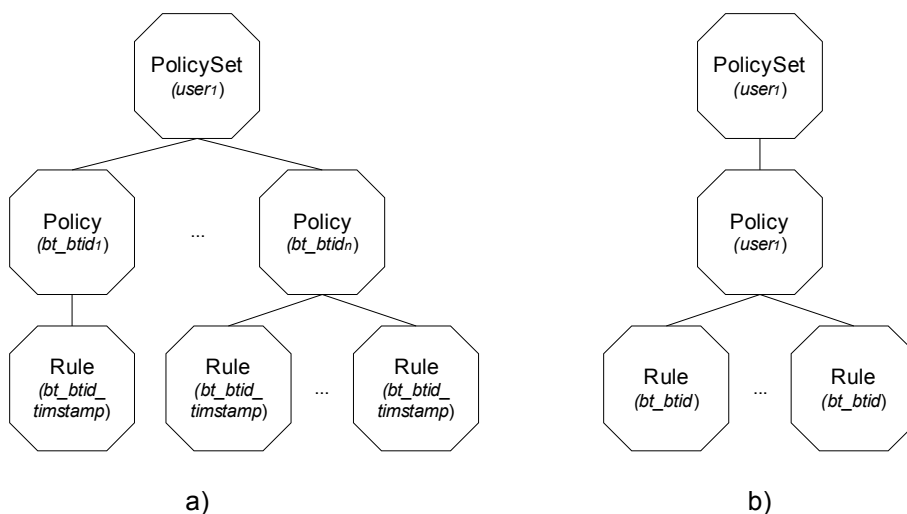 PolicySet
(user1)
PolicySet
(user1)
Policy
(bt_btid1)
...
Policy
(bt_btidn)
Policy
(user1)
Rule
(bt_btid_
timstamp)
Rule
(bt_btid_
timstamp)
...
Rule
(bt_btid_
timstamp)
Rule
(bt_btid)
...
Rule
(bt_btid)
a)
b)